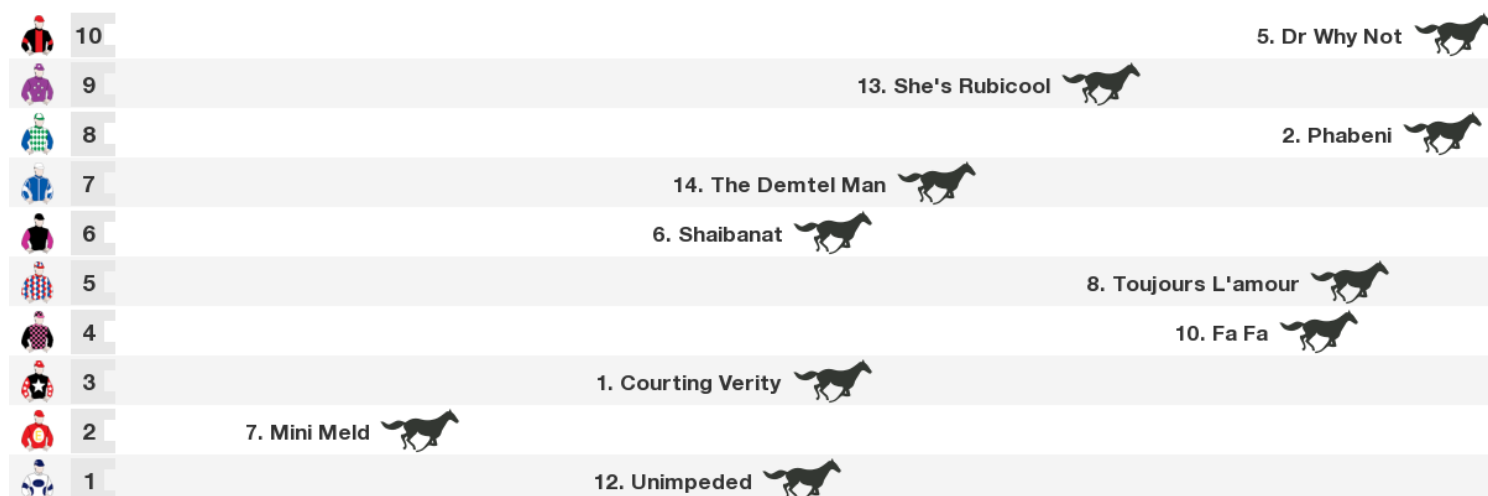 10 5. Dr Why Not
9 13. She's Rubicool
8 2. Phabeni
7 14. The Demtel Man
6 6. Shaibanat
5 8. Toujours L'amour
4 10. Fa Fa
3 1. Courting Verity
2 7. Mini Meld
1 12. Unimpeded